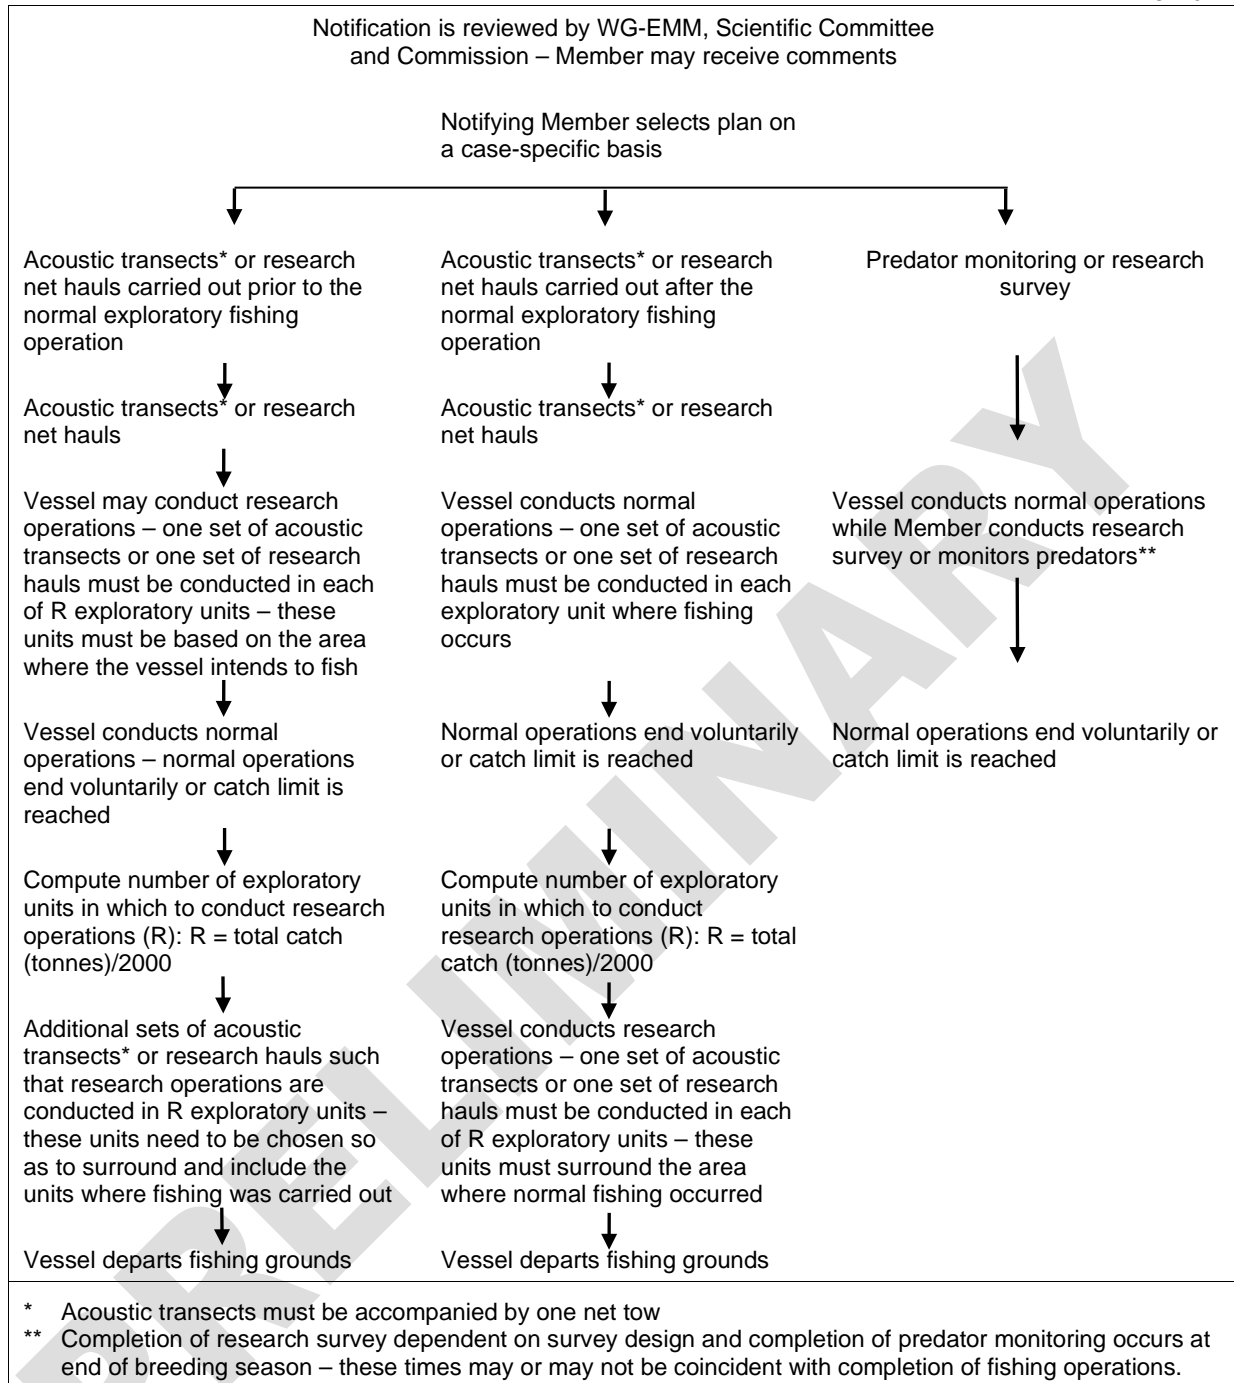 Notification is reviewed by WG-EMM, Scientific Committee
and Commission – Member may receive comments
Notifying Member selects plan on
a case-specific basis
Acoustic transects* or research
net hauls carried out prior to the
normal exploratory fishing
operation
Acoustic transects* or research
net hauls
Vessel may conduct research
operations – one set of acoustic
transects or one set of research
hauls must be conducted in each
of R exploratory units – these
units must be based on the area
where the vessel intends to fish
Vessel conducts normal
operations – normal operations
end voluntarily or catch limit is
reached
Compute number of exploratory
units in which to conduct research
operations (R): R = total catch
(tonnes)/2000
Additional sets of acoustic
transects* or research hauls such
that research operations are
conducted in R exploratory units –
these units need to be chosen so
as to surround and include the
units where fishing was carried out
Vessel departs fishing grounds
Acoustic transects* or research
net hauls carried out after the
normal exploratory fishing
operation
Acoustic transects* or research
net hauls
Vessel conducts normal
operations – one set of acoustic
transects or one set of research
hauls must be conducted in each
exploratory unit where fishing
occurs
Normal operations end voluntarily
or catch limit is reached
Compute number of exploratory
units in which to conduct
research operations (R): R = total
catch (tonnes)/2000
Vessel conducts research
operations – one set of acoustic
transects or one set of research
hauls must be conducted in each
of R exploratory units – these
units must surround the area
where normal fishing occurred
Vessel departs fishing grounds
Predator monitoring or research
survey
Vessel conducts normal operations
while Member conducts research
survey or monitors predators**
Normal operations end voluntarily or
catch limit is reached
* Acoustic transects must be accompanied by one net tow
** Completion of research survey dependent on survey design and completion of predator monitoring occurs at
end of breeding season – these times may or may not be coincident with completion of fishing operations.
PRELIMINARY